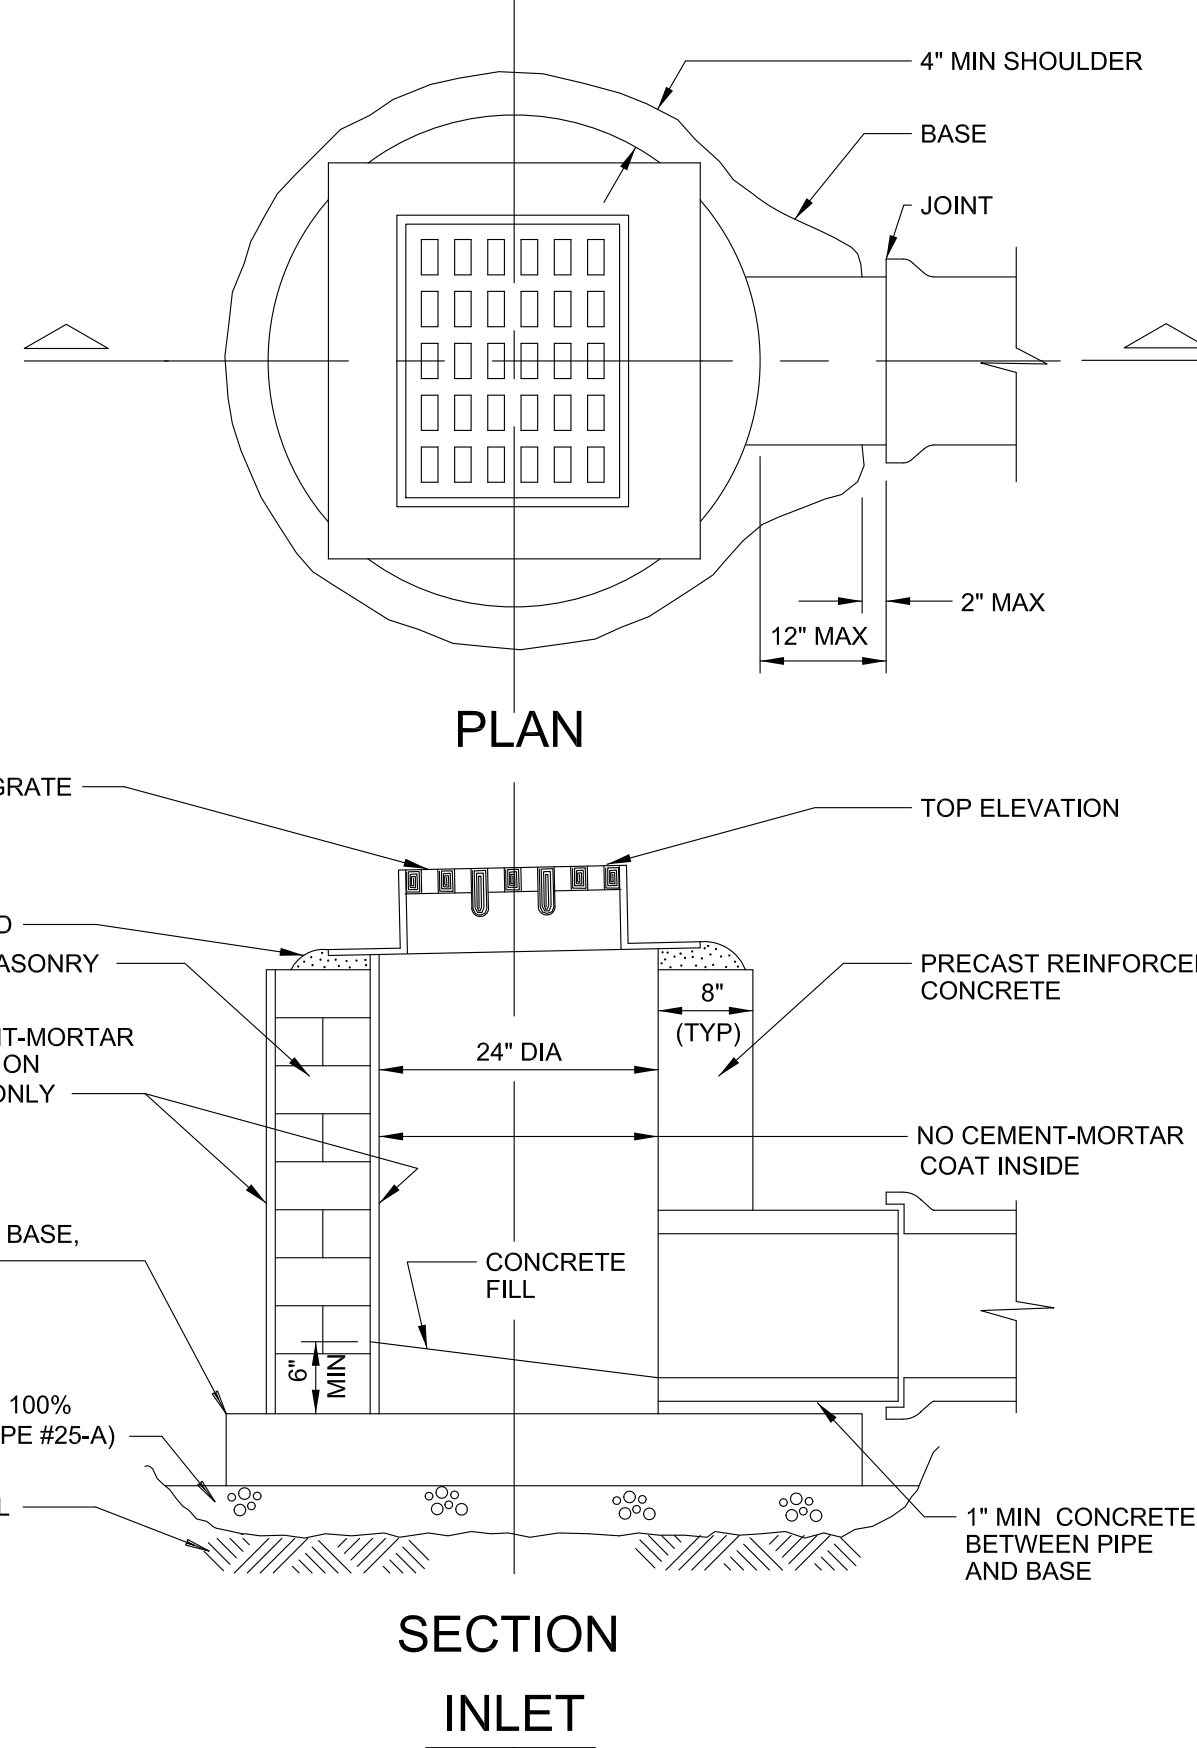 4" MIN SHOULDER
BASE
JOINT
2" MAX
12" MAX
PLAN
GRATE
TOP ELEVATION
D
ASONRY
PRECAST REINFORCE
CONCRETE
8"
(TYP)
NT-MORTAR
ON
ONLY
24" DIA
NO CEMENT-MORTAR
COAT INSIDE
BASE,
CONCRETE
FILL
6"
MIN
100%
PE #25-A)
L
1" MIN CONCRETE
BETWEEN PIPE
AND BASE
SECTION
INLET